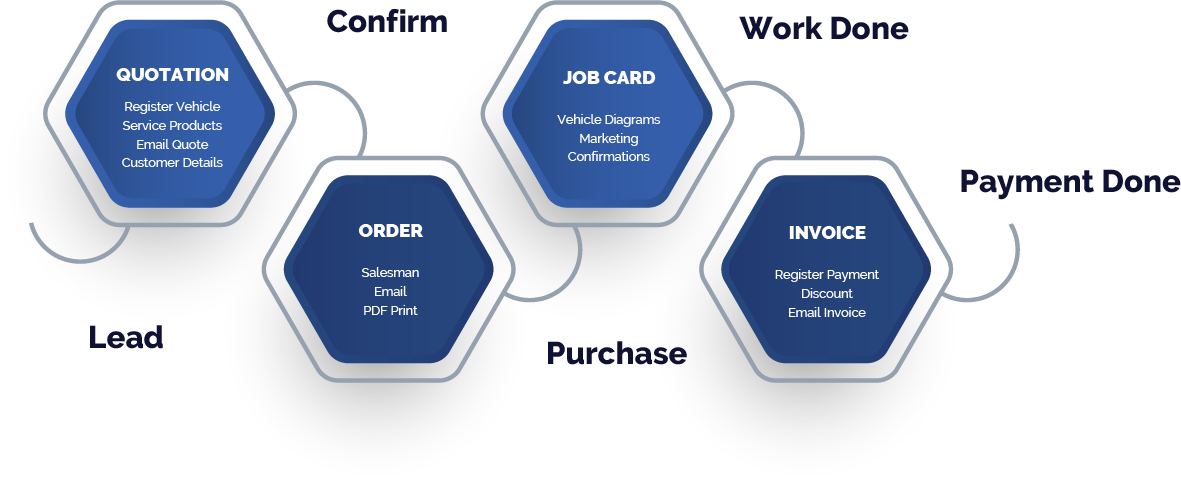 Confirm
Work Done
QUOTATION
Register Vehicle
Service Products
Email Quote
Customer Details
JOB CARD
Vehicle Diagrams
Marketing
Confirmations
Payment Done
ORDER
Salesman
Email
PDF Print
INVOICE
Register Payment
Discount
Email Invoice
Lead
Purchase